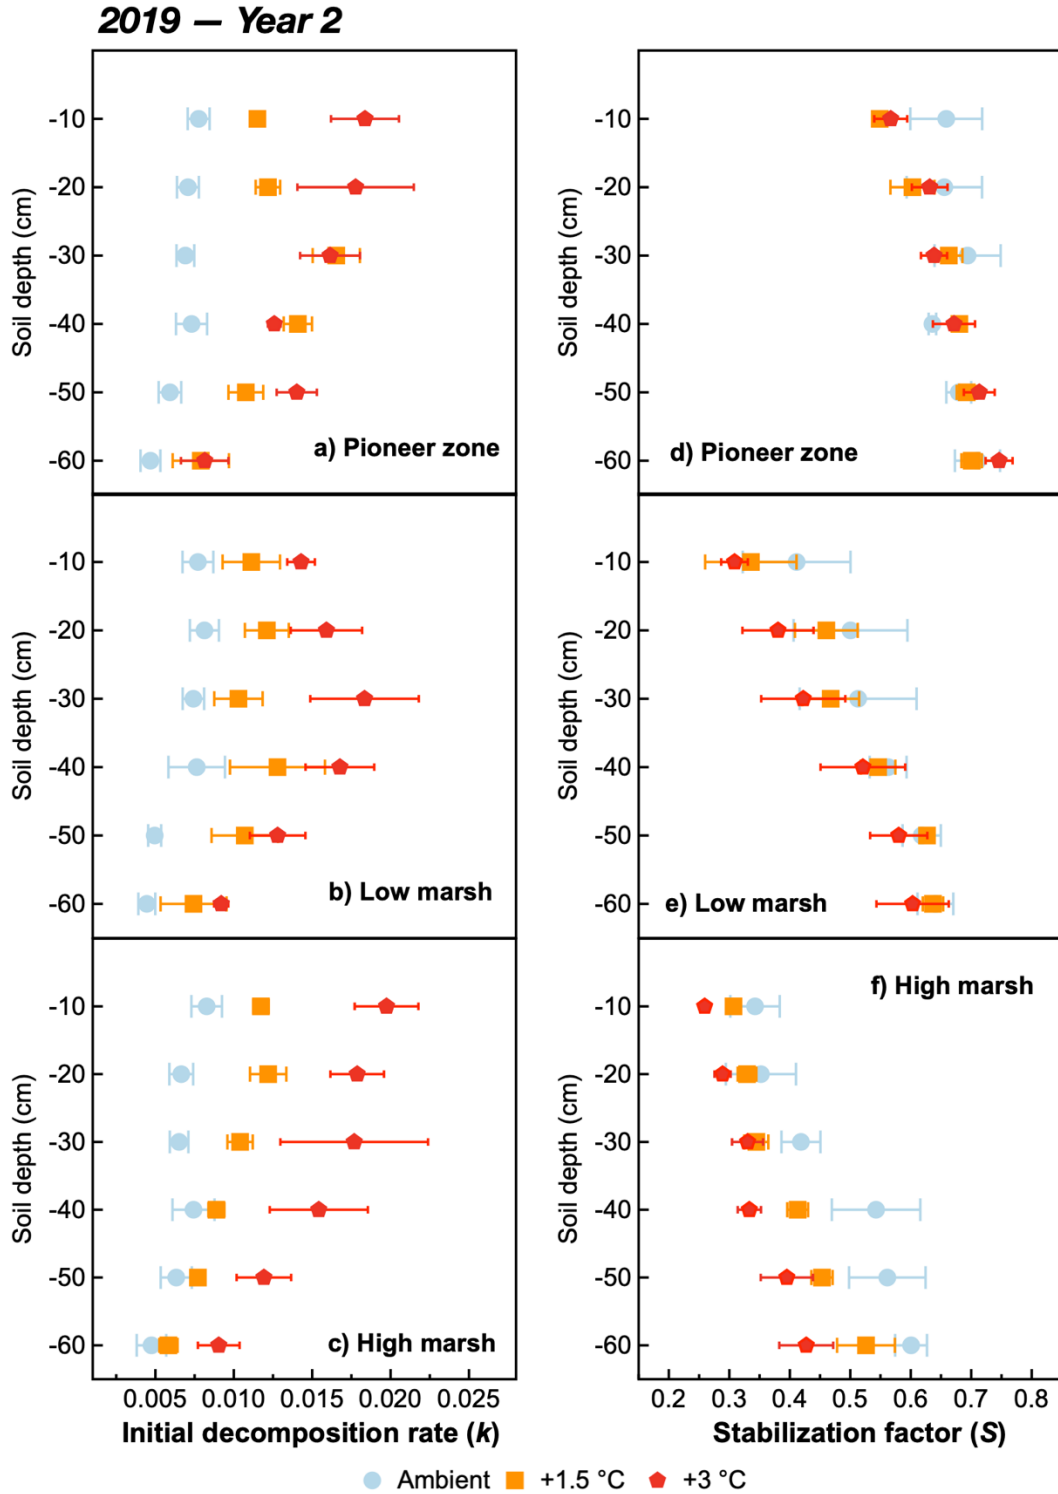 2019 — Year 2
-10
-20
-30
-40
-50
-60
Soil depth (cm)
a) Pioneer zone
-10
-20
-30
-40
-50
-60
Soil depth (cm)
d) Pioneer zone
-10
-20
-30
-40
-50
-60
Soil depth (cm)
b) Low marsh
-10
-20
-30
-40
-50
-60
Soil depth (cm)
e) Low marsh
-10
-20
-30
-40
-50
-60
Soil depth (cm)
c) High marsh
0.005 0.010 0.015 0.020 0.025
Initial decomposition rate (k)
-10
-20
-30
-40
-50
-60
Soil depth (cm)
f) High marsh
0.2 0.3 0.4 0.5 0.6 0.7 0.8
Stabilization factor (S)
Ambient +1.5 °C +3 °C